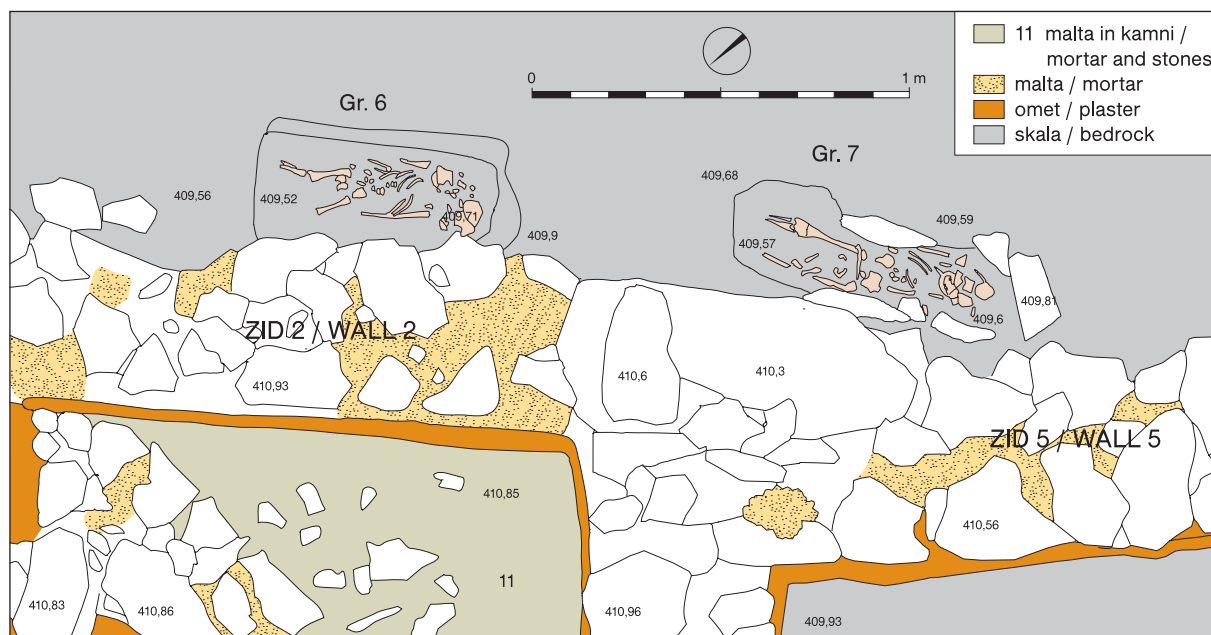 11 malta in kamni /
mortar and stones
malta / mortar
omet / plaster
skala / bedrock
0 1 m
Gr. 6
Gr. 7
409,56
409,52
409,71
409,9
409,68
409,59
409,57
409,81
409,6
ZID 2 / WALL 2
410,93
410,6
410,3
ZID 5 / WALL 5
410,85
410,56
11
410,83
410,86
410,96
409,93